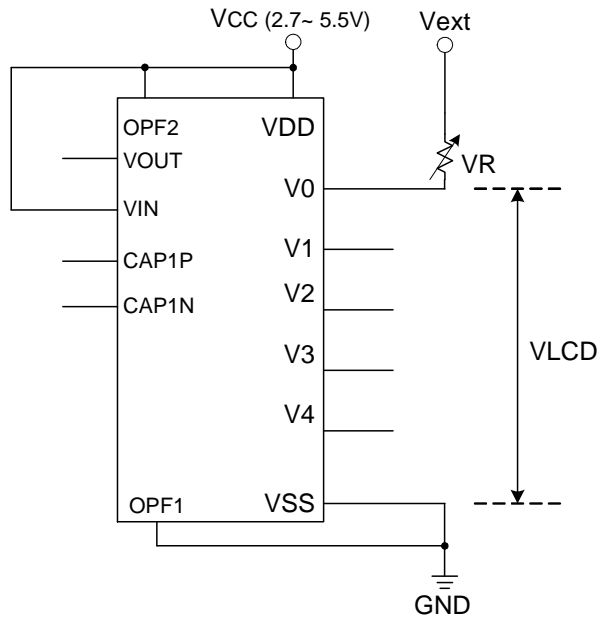 VCC (2.7~ 5.5V)
Vext
OPF2
VDD
VOUT
VR
V0
VIN
V1
CAP1P
V2
CAP1N
V3
VLCD
V4
OPF1
VSS
GND